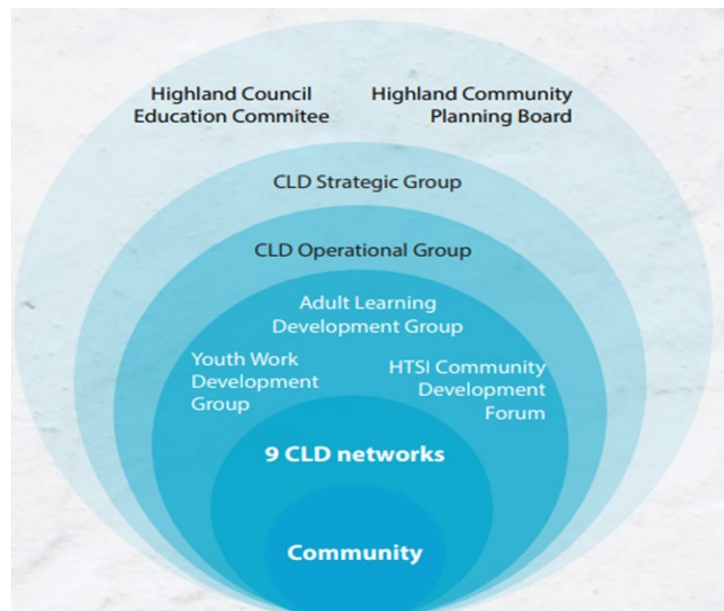 Highland Council
Education Commitee
Highland Community
Planning Board
CLD Strategic Group
CLD Operational Group
Adult Learning
Development Group
Youth Work
Development
Group
HTSI Community
Development
Forum
9 CLD networks
Community